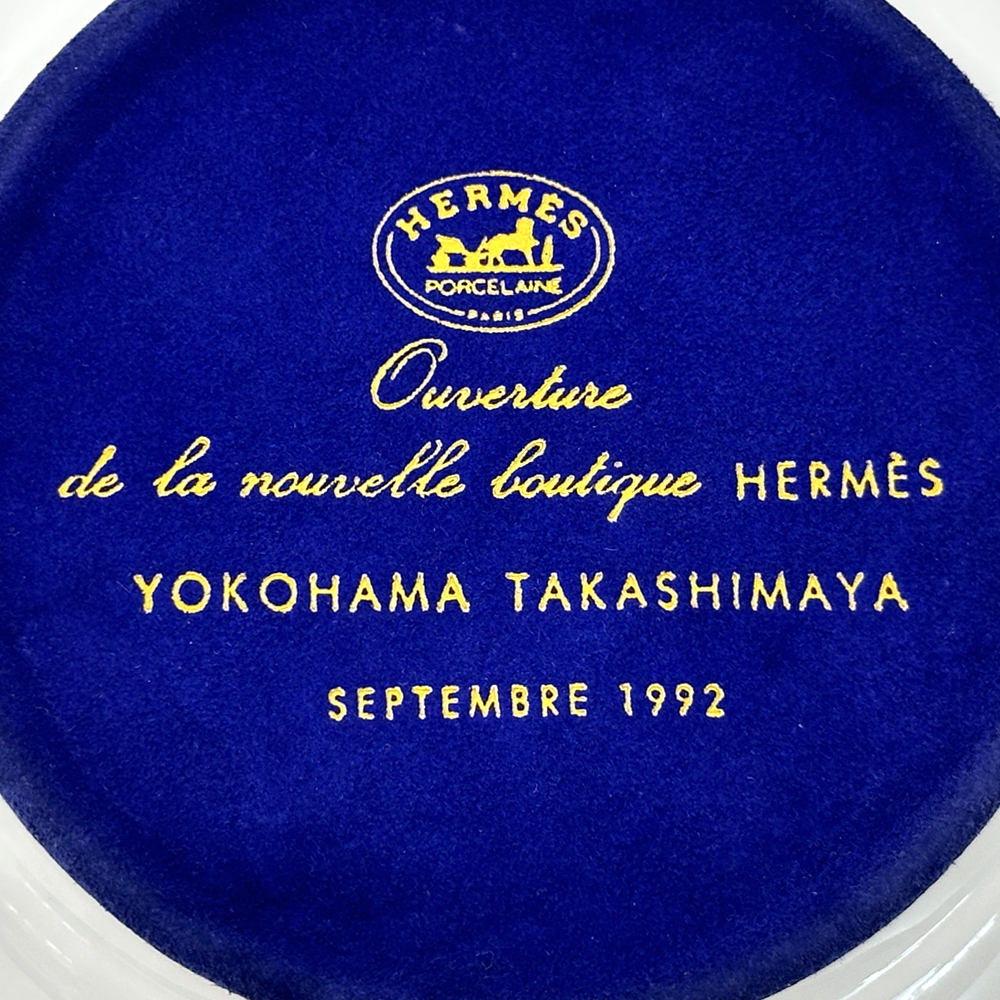 HERMÈS
PORCELAINE
PARIS
Ouverture
de la nouvelle boutique HERMÈS
YOKOHAMA TAKASHIMAYA
SEPTEMBRE 1992